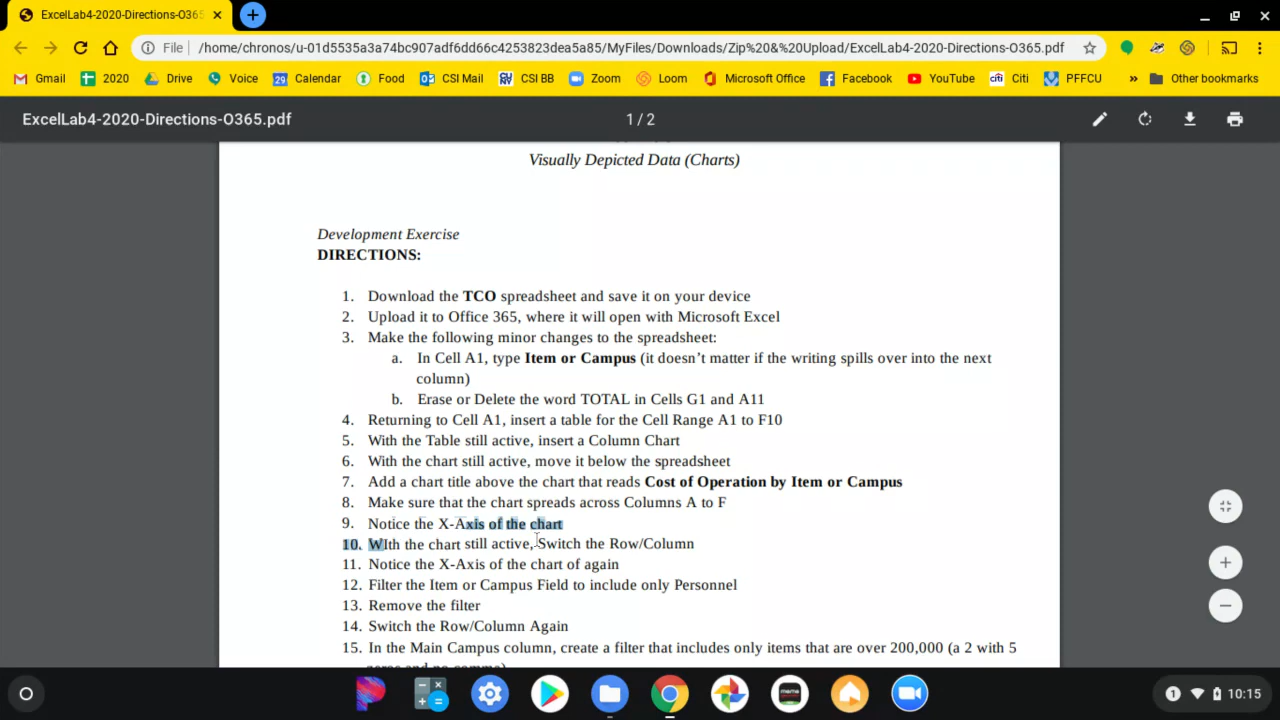 ExcelLab4-2020-Directions-O365
File /home/chronos/u-01d5535a3a74bc907adf6dd66c4253823dea5a85/MyFiles/Downloads/Zip%20&%20Upload/ExcelLab4-2020-Directions-O365.pdf
Gmail 2020 Drive Voice Calendar Food CSI Mail CSI BB Zoom Loom Microsoft Office Facebook YouTube Citi PFFCU » Other bookmarks
ExcelLab4-2020-Directions-O365.pdf 1 / 2
Visually Depicted Data (Charts)
Development Exercise
DIRECTIONS:
1. Download the TCO spreadsheet and save it on your device
2. Upload it to Office 365, where it will open with Microsoft Excel
3. Make the following minor changes to the spreadsheet:
a. In Cell A1, type Item or Campus (it doesn’t matter if the writing spills over into the next
column)
b. Erase or Delete the word TOTAL in Cells G1 and A11
4. Returning to Cell A1, insert a table for the Cell Range A1 to F10
5. With the Table still active, insert a Column Chart
6. With the chart still active, move it below the spreadsheet
7. Add a chart title above the chart that reads Cost of Operation by Item or Campus
8. Make sure that the chart spreads across Columns A to F
9. Notice the X-Axis of the chart
10. WIth the chart still active, Switch the Row/Column
11. Notice the X-Axis of the chart of again
12. Filter the Item or Campus Field to include only Personnel
13. Remove the filter
14. Switch the Row/Column Again
15. In the Main Campus column, create a filter that includes only items that are over 200,000 (a 2 with 5
zeros and no comma)
1 10:15